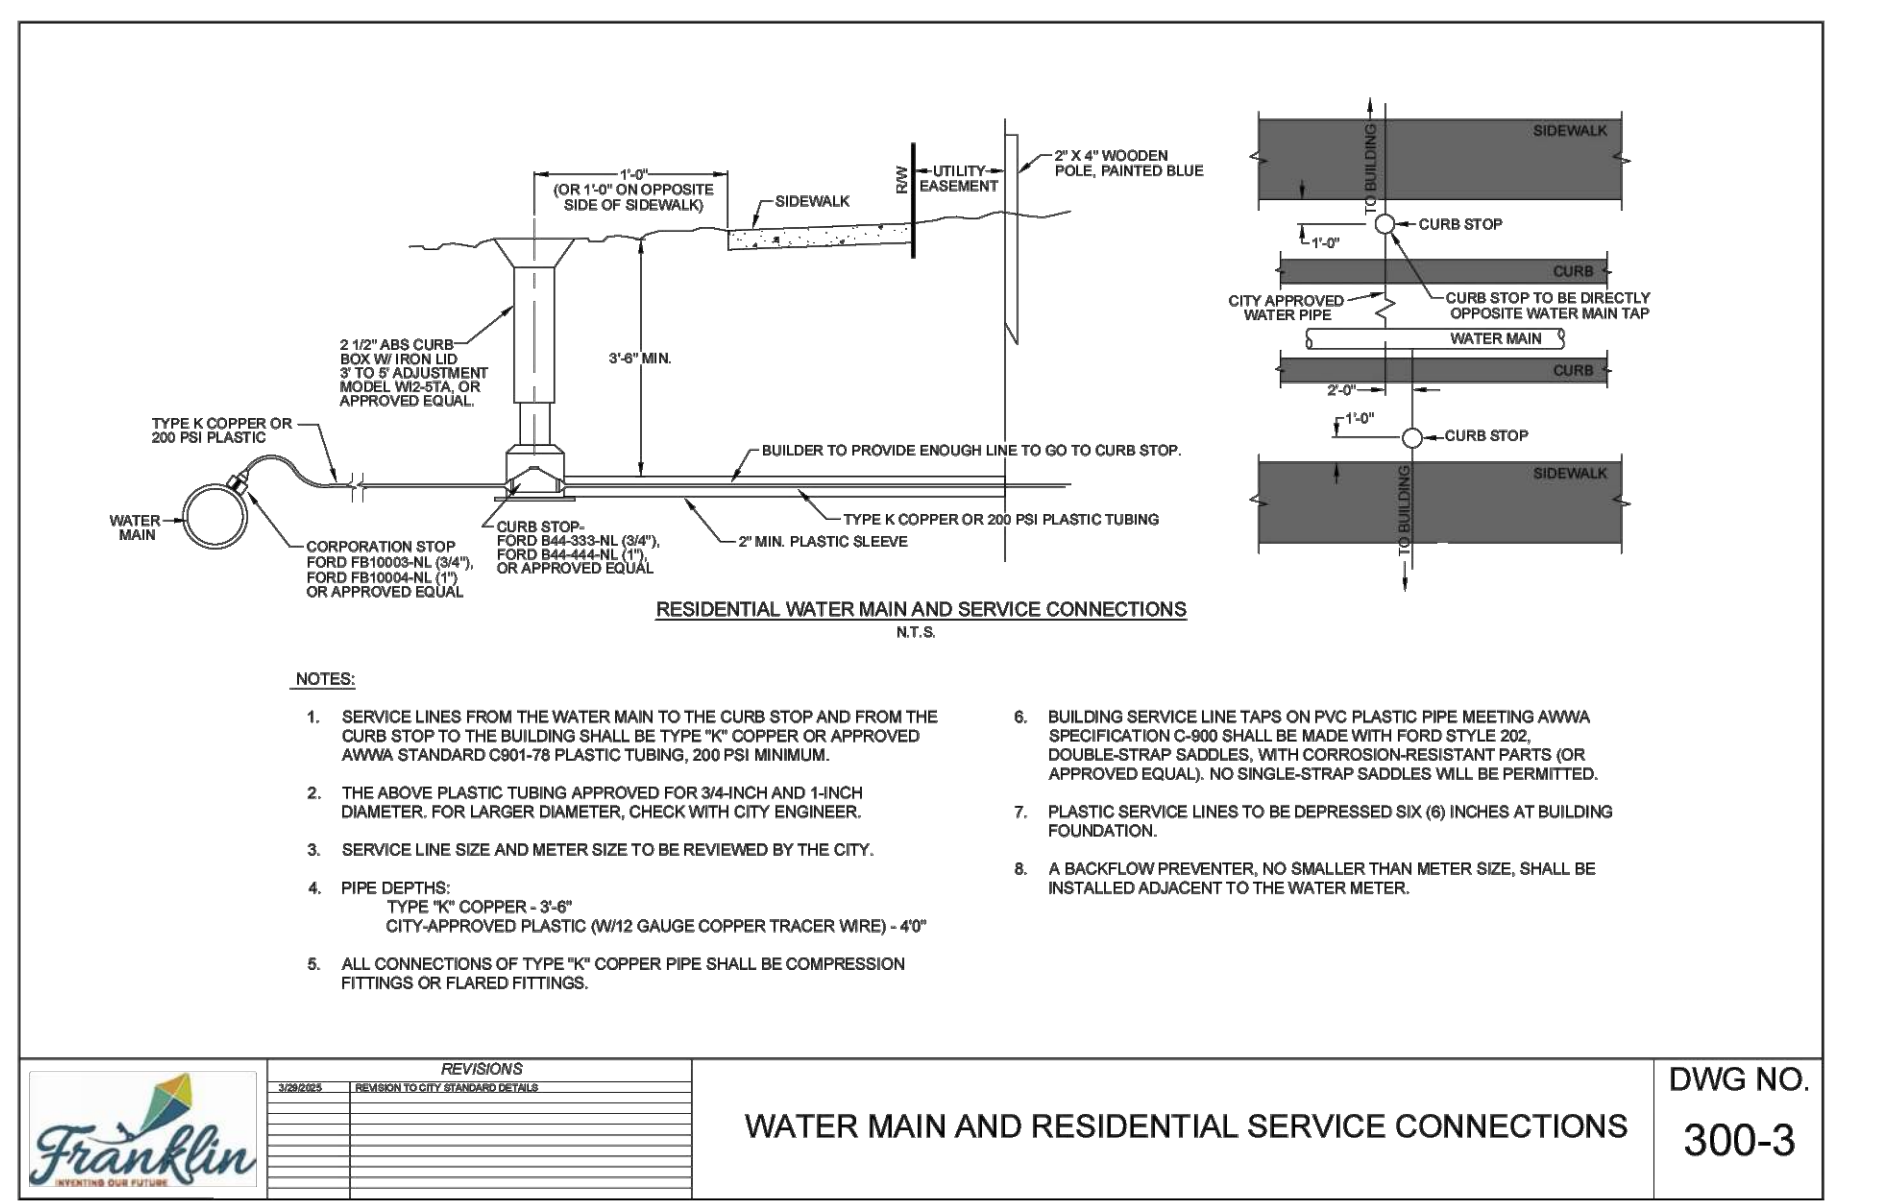 1'-0"
(OR 1'-0" ON OPPOSITE
SIDE OF SIDEWALK)
SIDEWALK
R/W
UTILITY
EASEMENT
2" X 4" WOODEN
POLE, PAINTED BLUE
2 1/2" ABS CURB
BOX W/ IRON LID
3' TO 5' ADJUSTMENT
MODEL WI2-5TA, OR
APPROVED EQUAL.
3'-6" MIN.
TYPE K COPPER OR
200 PSI PLASTIC
BUILDER TO PROVIDE ENOUGH LINE TO GO TO CURB STOP.
WATER
MAIN
CORPORATION STOP
FORD FB10003-NL (3/4"),
FORD FB10004-NL (1")
OR APPROVED EQUAL
CURB STOP-
FORD B44-333-NL (3/4"),
FORD B44-444-NL (1"),
OR APPROVED EQUAL
TYPE K COPPER OR 200 PSI PLASTIC TUBING
2" MIN. PLASTIC SLEEVE
SIDEWALK
TO BUILDING
CURB STOP
1'-0"
CURB
CITY APPROVED
WATER PIPE
CURB STOP TO BE DIRECTLY
OPPOSITE WATER MAIN TAP
WATER MAIN
CURB
2'-0"
1'-0"
CURB STOP
SIDEWALK
TO BUILDING
RESIDENTIAL WATER MAIN AND SERVICE CONNECTIONS
N.T.S.
NOTES:
1. SERVICE LINES FROM THE WATER MAIN TO THE CURB STOP AND FROM THE
CURB STOP TO THE BUILDING SHALL BE TYPE "K" COPPER OR APPROVED
AWWA STANDARD C901-78 PLASTIC TUBING, 200 PSI MINIMUM.
2. THE ABOVE PLASTIC TUBING APPROVED FOR 3/4-INCH AND 1-INCH
DIAMETER. FOR LARGER DIAMETER, CHECK WITH CITY ENGINEER.
3. SERVICE LINE SIZE AND METER SIZE TO BE REVIEWED BY THE CITY.
4. PIPE DEPTHS:
TYPE "K" COPPER - 3'-6"
CITY-APPROVED PLASTIC (W/12 GAUGE COPPER TRACER WIRE) - 4'0"
5. ALL CONNECTIONS OF TYPE "K" COPPER PIPE SHALL BE COMPRESSION
FITTINGS OR FLARED FITTINGS.
6. BUILDING SERVICE LINE TAPS ON PVC PLASTIC PIPE MEETING AWWA
SPECIFICATION C-900 SHALL BE MADE WITH FORD STYLE 202,
DOUBLE-STRAP SADDLES, WITH CORROSION-RESISTANT PARTS (OR
APPROVED EQUAL). NO SINGLE-STRAP SADDLES WILL BE PERMITTED.
7. PLASTIC SERVICE LINES TO BE DEPRESSED SIX (6) INCHES AT BUILDING
FOUNDATION.
8. A BACKFLOW PREVENTER, NO SMALLER THAN METER SIZE, SHALL BE
INSTALLED ADJACENT TO THE WATER METER.
Franklin
INVENTING OUR FUTURE
REVISIONS
3/29/2025 REVISION TO CITY STANDARD DETAILS
WATER MAIN AND RESIDENTIAL SERVICE CONNECTIONS
DWG NO.
300-3